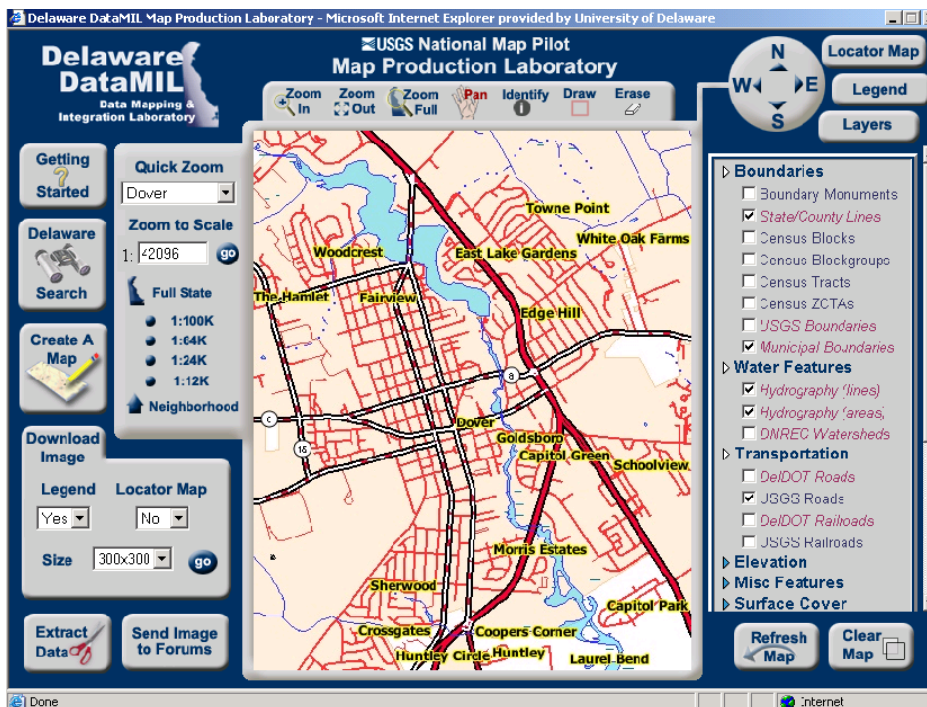 Delaware DataMIL Map Production Laboratory - Microsoft Internet Explorer provided by University of Delaware
Delaware
DataMIL
Data Mapping &
Integration Laboratory
USGS National Map Pilot
Map Production Laboratory
Zoom In
Zoom Out
Zoom Full
Pan
Identify
Draw
Erase
N
W
E
S
Locator Map
Legend
Layers
Getting
?
Started
Delaware
Search
Create A
Map
Quick Zoom
Dover
Zoom to Scale
1: 42096 go
Full State
1:100K
1:64K
1:24K
1:12K
Neighborhood
Download
Image
Legend Locator Map
Yes No
Size 300x300 go
Extract
Data
Send Image
to Forums
Towne Point
White Oak Farms
Woodcrest
East Lake Gardens
The Hamlet
Fairview
Edge Hill
8
Dover
Goldsboro
Capitol Green
Schoolview
15
Morris Estates
Sherwood
Capitol Park
Crossgates
Coopers Corner
Huntley Circle
Huntley
Laurel Bend
Boundaries
Boundary Monuments
State/County Lines
Census Blocks
Census Blockgroups
Census Tracts
Census ZCTAs
USGS Boundaries
Municipal Boundaries
Water Features
Hydrography (lines)
Hydrography (areas)
DNREC Watersheds
Transportation
DelDOT Roads
USGS Roads
DelDOT Railroads
USGS Railroads
Elevation
Misc Features
Surface Cover
Refresh
Map
Clear
Map
Done
Internet